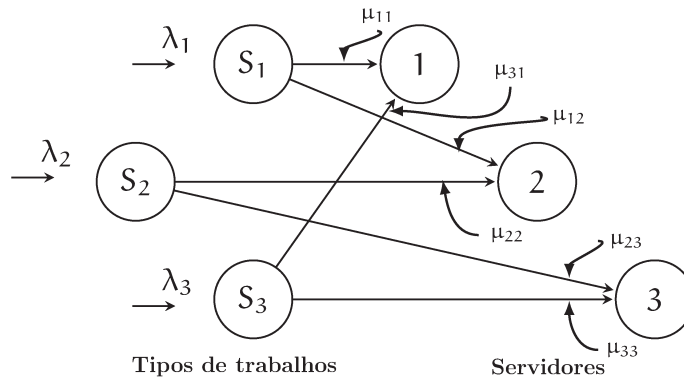 μ₁₁
λ₁
S₁
1
μ₃₁
μ₁₂
λ₂
S₂
2
μ₂₂
μ₂₃
λ₃
S₃
3
μ₃₃
Tipos de trabalhos
Servidores